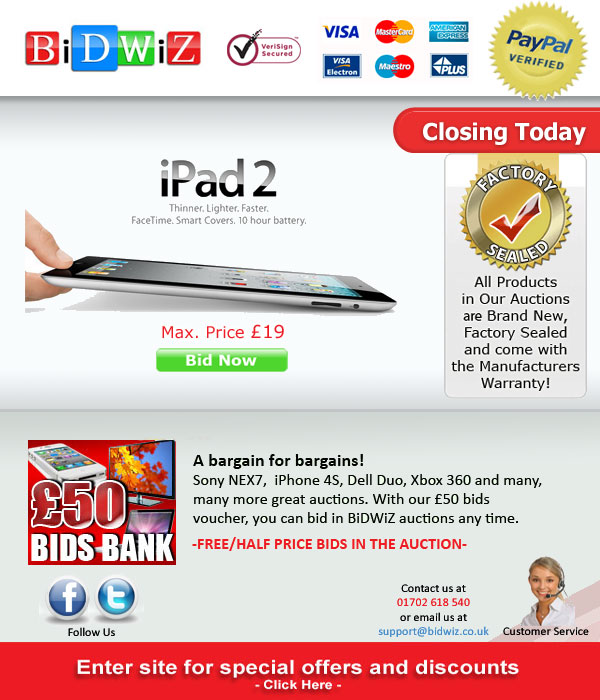 BiDWiZ
VeriSign
Secured
VISA
MasterCard
AMERICAN
EXPRESS
VISA
Electron
Maestro
PLUS
PayPal
VERIFIED
Closing Today
iPad 2
Thinner. Lighter. Faster.
FaceTime. Smart Covers. 10 hour battery.
Max. Price £19
Bid Now
FACTORY
SEALED
All Products
in Our Auctions
are Brand New,
Factory Sealed
and come with
the Manufacturers
Warranty!
£50
BIDS BANK
A bargain for bargains!
Sony NEX7, iPhone 4S, Dell Duo, Xbox 360 and many,
many more great auctions. With our £50 bids
voucher, you can bid in BiDWiZ auctions any time.
-FREE/HALF PRICE BIDS IN THE AUCTION-
f
t
Follow Us
Contact us at
01702 618 540
or email us at
support@bidwiz.co.uk
Customer Service
Enter site for special offers and discounts
- Click Here -